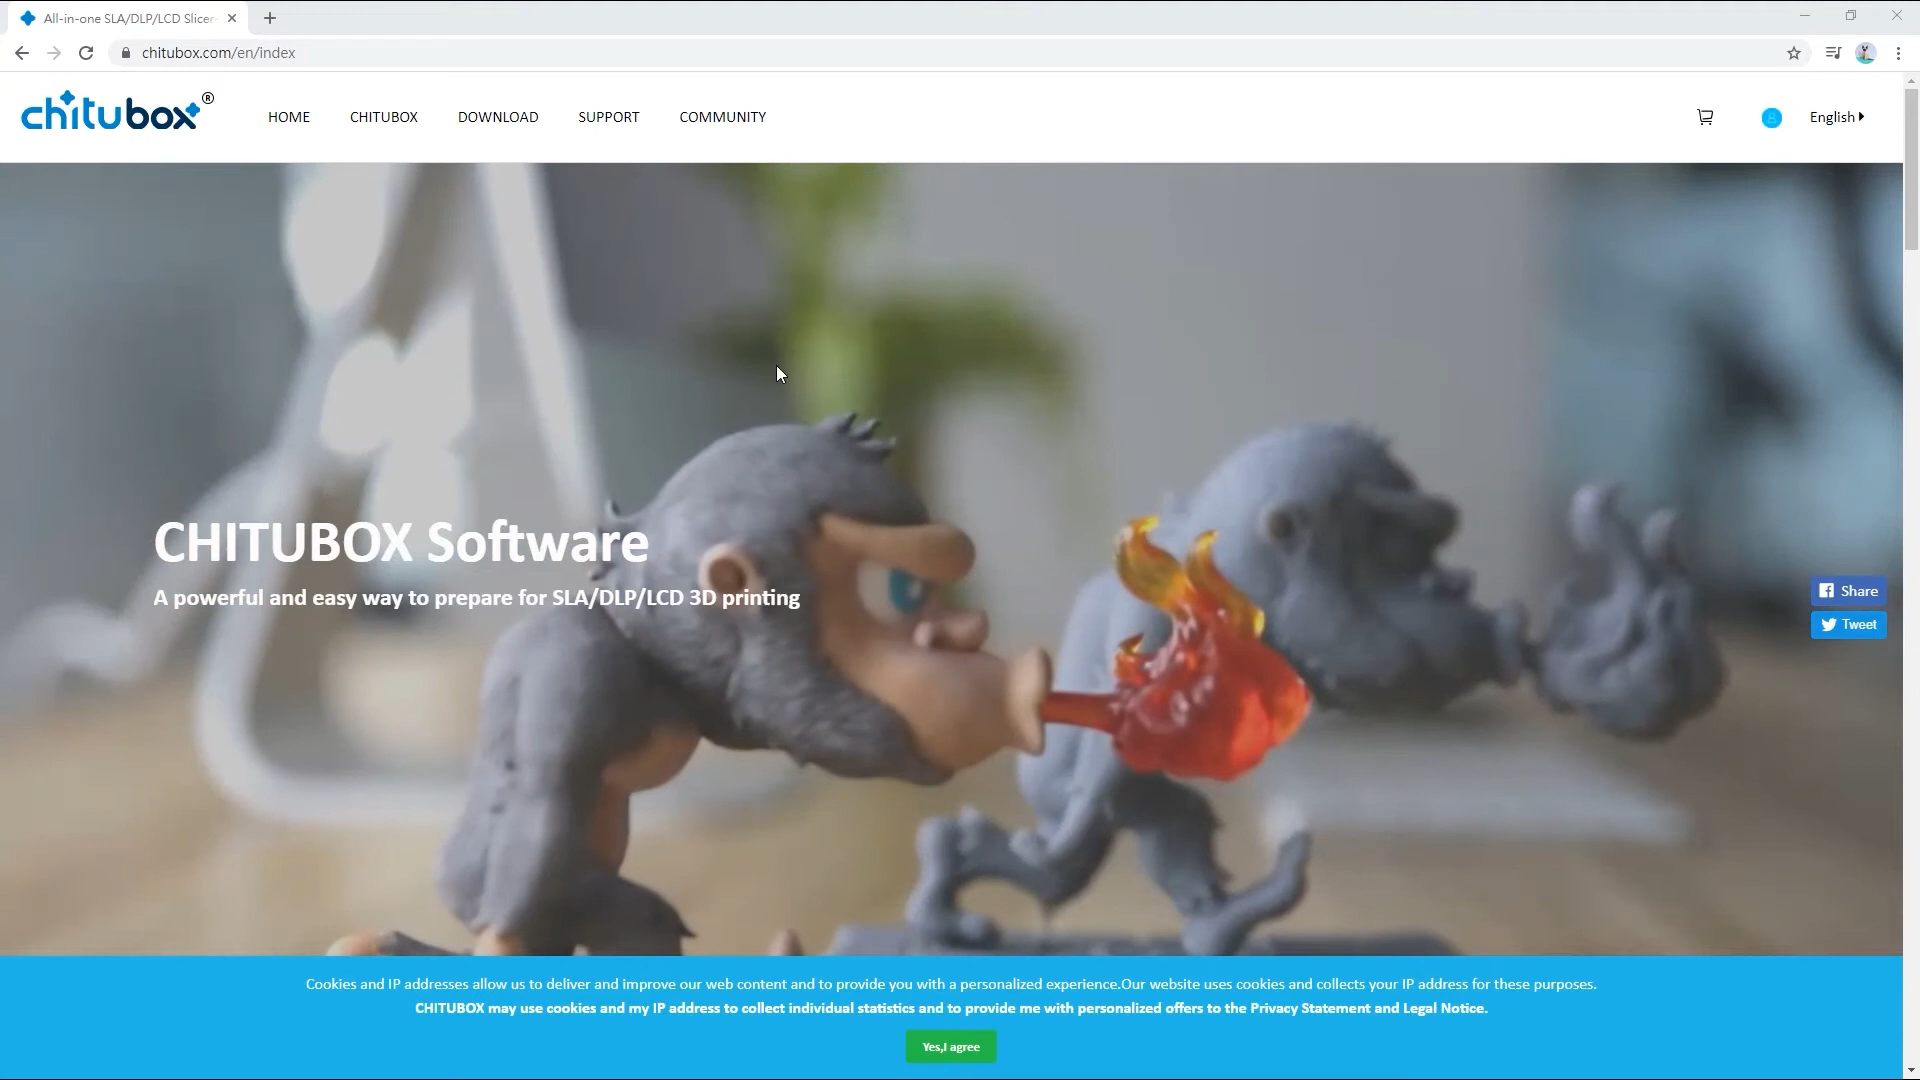 All-in-one SLA/DLP/LCD Slicer
chitubox.com/en/index
chitubox®
HOME
CHITUBOX
DOWNLOAD
SUPPORT
COMMUNITY
English
CHITUBOX Software
A powerful and easy way to prepare for SLA/DLP/LCD 3D printing
Share
Tweet
Cookies and IP addresses allow us to deliver and improve our web content and to provide you with a personalized experience.Our website uses cookies and collects your IP address for these purposes.
CHITUBOX may use cookies and my IP address to collect individual statistics and to provide me with personalized offers to the Privacy Statement and Legal Notice.
Yes,I agree